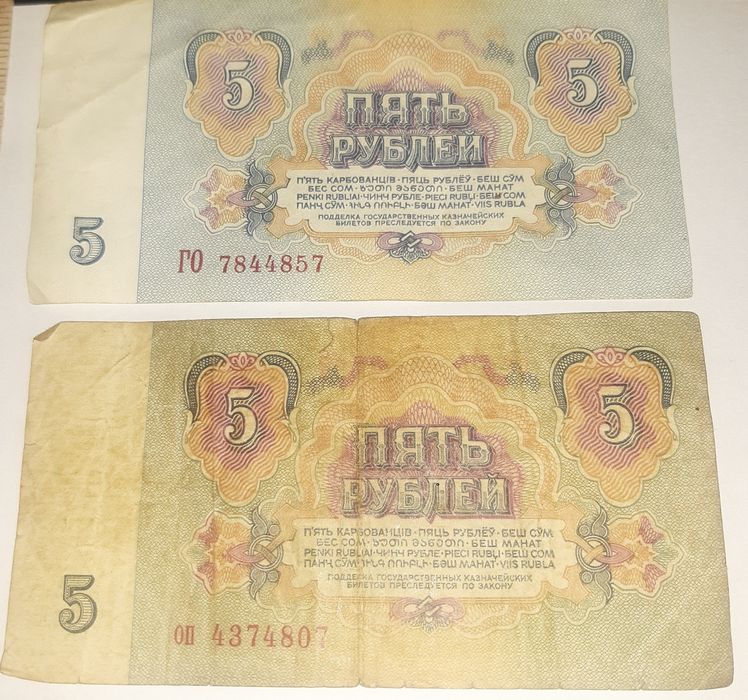 5 5
ПЯТЬ
РУБЛЕЙ
П'ЯТЬ КАРБОВАНЦІВ · ПЯЦЬ РУБЛЁЎ · БЕШ СЎМ
БЕС СОМ · ᲮᲣᲗᲘ ᲛᲐᲜᲔᲗᲘ · БЕШ МАНАТ
PENKI RUBLIAI · ЧИНЧЬ РУБЛЕ · PIECI RUBĻI · БЕШ СОМ
ПАНҶ СӮМ · ՀԻՆԳ ՌՈՒԲԼԻ · БӘШ МАНАТ · VIIS RUBLA
ПОДДЕЛКА ГОСУДАРСТВЕННЫХ КАЗНАЧЕЙСКИХ
БИЛЕТОВ ПРЕСЛЕДУЕТСЯ ПО ЗАКОНУ
5
ГО 7844857
5 5
ПЯТЬ
РУБЛЕЙ
П'ЯТЬ КАРБОВАНЦІВ · ПЯЦЬ РУБЛЁЎ · БЕШ СЎМ
БЕС СОМ · ᲮᲣᲗᲘ ᲛᲐᲜᲔᲗᲘ · БЕШ МАНАТ
PENKI RUBLIAI · ЧИНЧЬ РУБЛЕ · PIECI RUBĻI · БЕШ СОМ
ПАНҶ СӮМ · ՀԻՆԳ ՌՈՒԲԼԻ · БӘШ МАНАТ · VIIS RUBLA
ПОДДЕЛКА ГОСУДАРСТВЕННЫХ КАЗНАЧЕЙСКИХ
БИЛЕТОВ ПРЕСЛЕДУЕТСЯ ПО ЗАКОНУ
5
оп 4374807